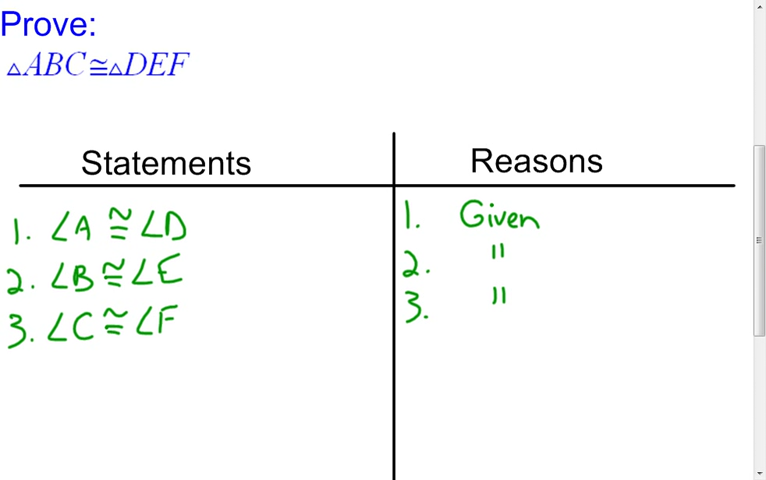 Prove:
△ABC≅△DEF
Statements
Reasons
1. ∠A ≅ ∠D
1. Given
2. ∠B ≅ ∠E
2. "
3. ∠C ≅ ∠F
3. "